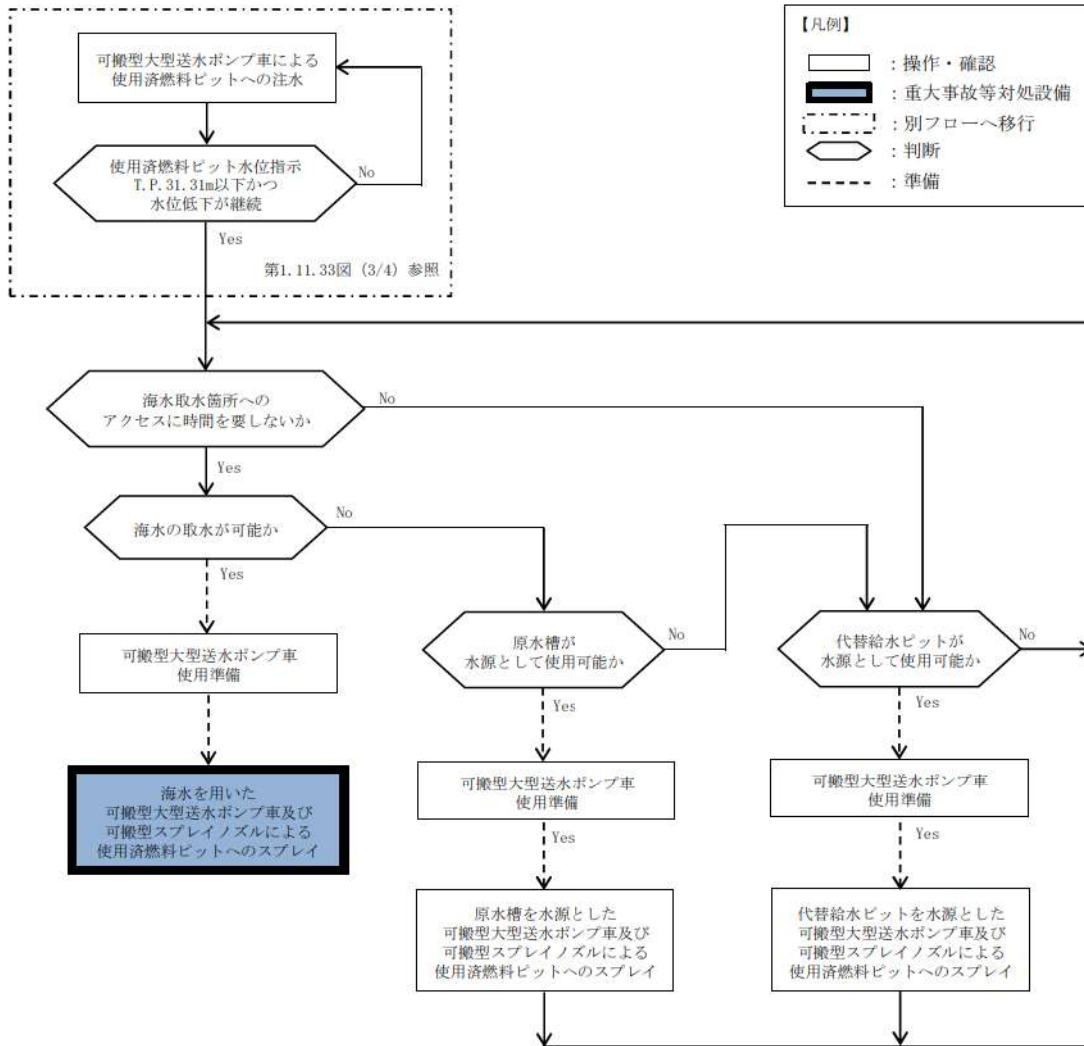 可搬型大型送水ポンプ車による
使用済燃料ピットへの注水
使用済燃料ピット水位指示
T.P.31.31m以下かつ
水位低下が継続
No
Yes
第1.11.33図 (3/4) 参照
【凡例】
：操作・確認
：重大事故等対処設備
：別フローへ移行
：判断
：準備
海水取水箇所への
アクセスに時間を要しないか
No
Yes
海水の取水が可能か
No
Yes
可搬型大型送水ポンプ車
使用準備
海水を用いた
可搬型大型送水ポンプ車及び
可搬型スプレイノズルによる
使用済燃料ピットへのスプレイ
原水槽が
水源として使用可能か
No
Yes
可搬型大型送水ポンプ車
使用準備
Yes
原水槽を水源とした
可搬型大型送水ポンプ車及び
可搬型スプレイノズルによる
使用済燃料ピットへのスプレイ
代替給水ピットが
水源として使用可能か
No
Yes
可搬型大型送水ポンプ車
使用準備
Yes
代替給水ピットを水源とした
可搬型大型送水ポンプ車及び
可搬型スプレイノズルによる
使用済燃料ピットへのスプレイ